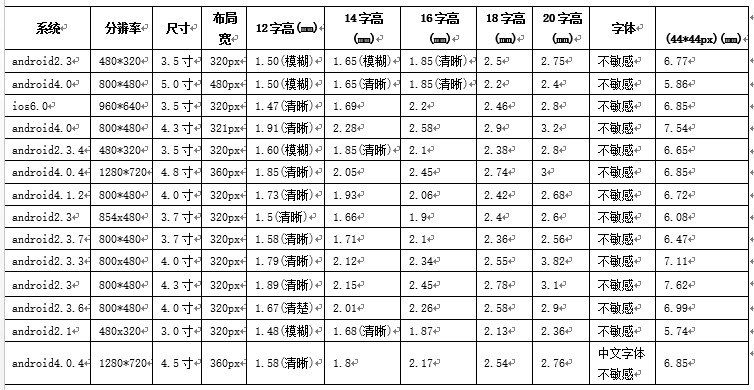 系统 分辨率 尺寸 布局宽 12字高(mm) 14字高(mm) 16字高(mm) 18字高(mm) 20字高(mm) 字体 (44*44px)(mm)
android2.3 480*320 3.5寸 320px 1.50(模糊) 1.65(模糊) 1.85(清晰) 2.5 2.75 不敏感 6.77
android4.0 800*480 5.0寸 480px 1.50(模糊) 1.65(清晰) 1.85(清晰) 2.2 2.4 不敏感 5.86
ios6.0 960*640 3.5寸 320px 1.47(清晰) 1.69 2.2 2.46 2.8 不敏感 6.85
android4.0 800*480 4.3寸 321px 1.91(清晰) 2.28 2.58 2.9 3.2 不敏感 7.54
android2.3.4 480*320 3.5寸 320px 1.60(模糊) 1.85(清晰) 2.1 2.38 2.8 不敏感 6.65
android4.0.4 1280*720 4.8寸 360px 1.85(清晰) 2.05 2.45 2.74 3 不敏感 6.85
android4.1.2 800*480 4.0寸 320px 1.73(清晰) 1.93 2.06 2.42 2.68 不敏感 6.72
android2.3 854x480 3.7寸 320px 1.5(清晰) 1.66 1.9 2.4 2.6 不敏感 6.08
android2.3.7 800*480 3.7寸 320px 1.58(清晰) 1.71 2.1 2.36 2.56 不敏感 6.47
android2.3.3 800x480 4.0寸 320px 1.79(清晰) 2.12 2.34 2.55 3.82 不敏感 7.11
android2.3 800*480 4.3寸 320px 1.89(清晰) 2.15 2.45 2.78 3.1 不敏感 7.62
android2.3.6 800*480 4.0寸 320px 1.67(清楚) 2.01 2.26 2.58 2.9 不敏感 6.99
android2.1 480x320 3.0寸 320px 1.48(模糊) 1.68(清晰) 1.87 2.13 2.36 不敏感 5.74
android4.0.4 1280*720 4.5寸 360px 1.58(清晰) 1.8 2.17 2.54 2.76 中文字体不敏感 6.85